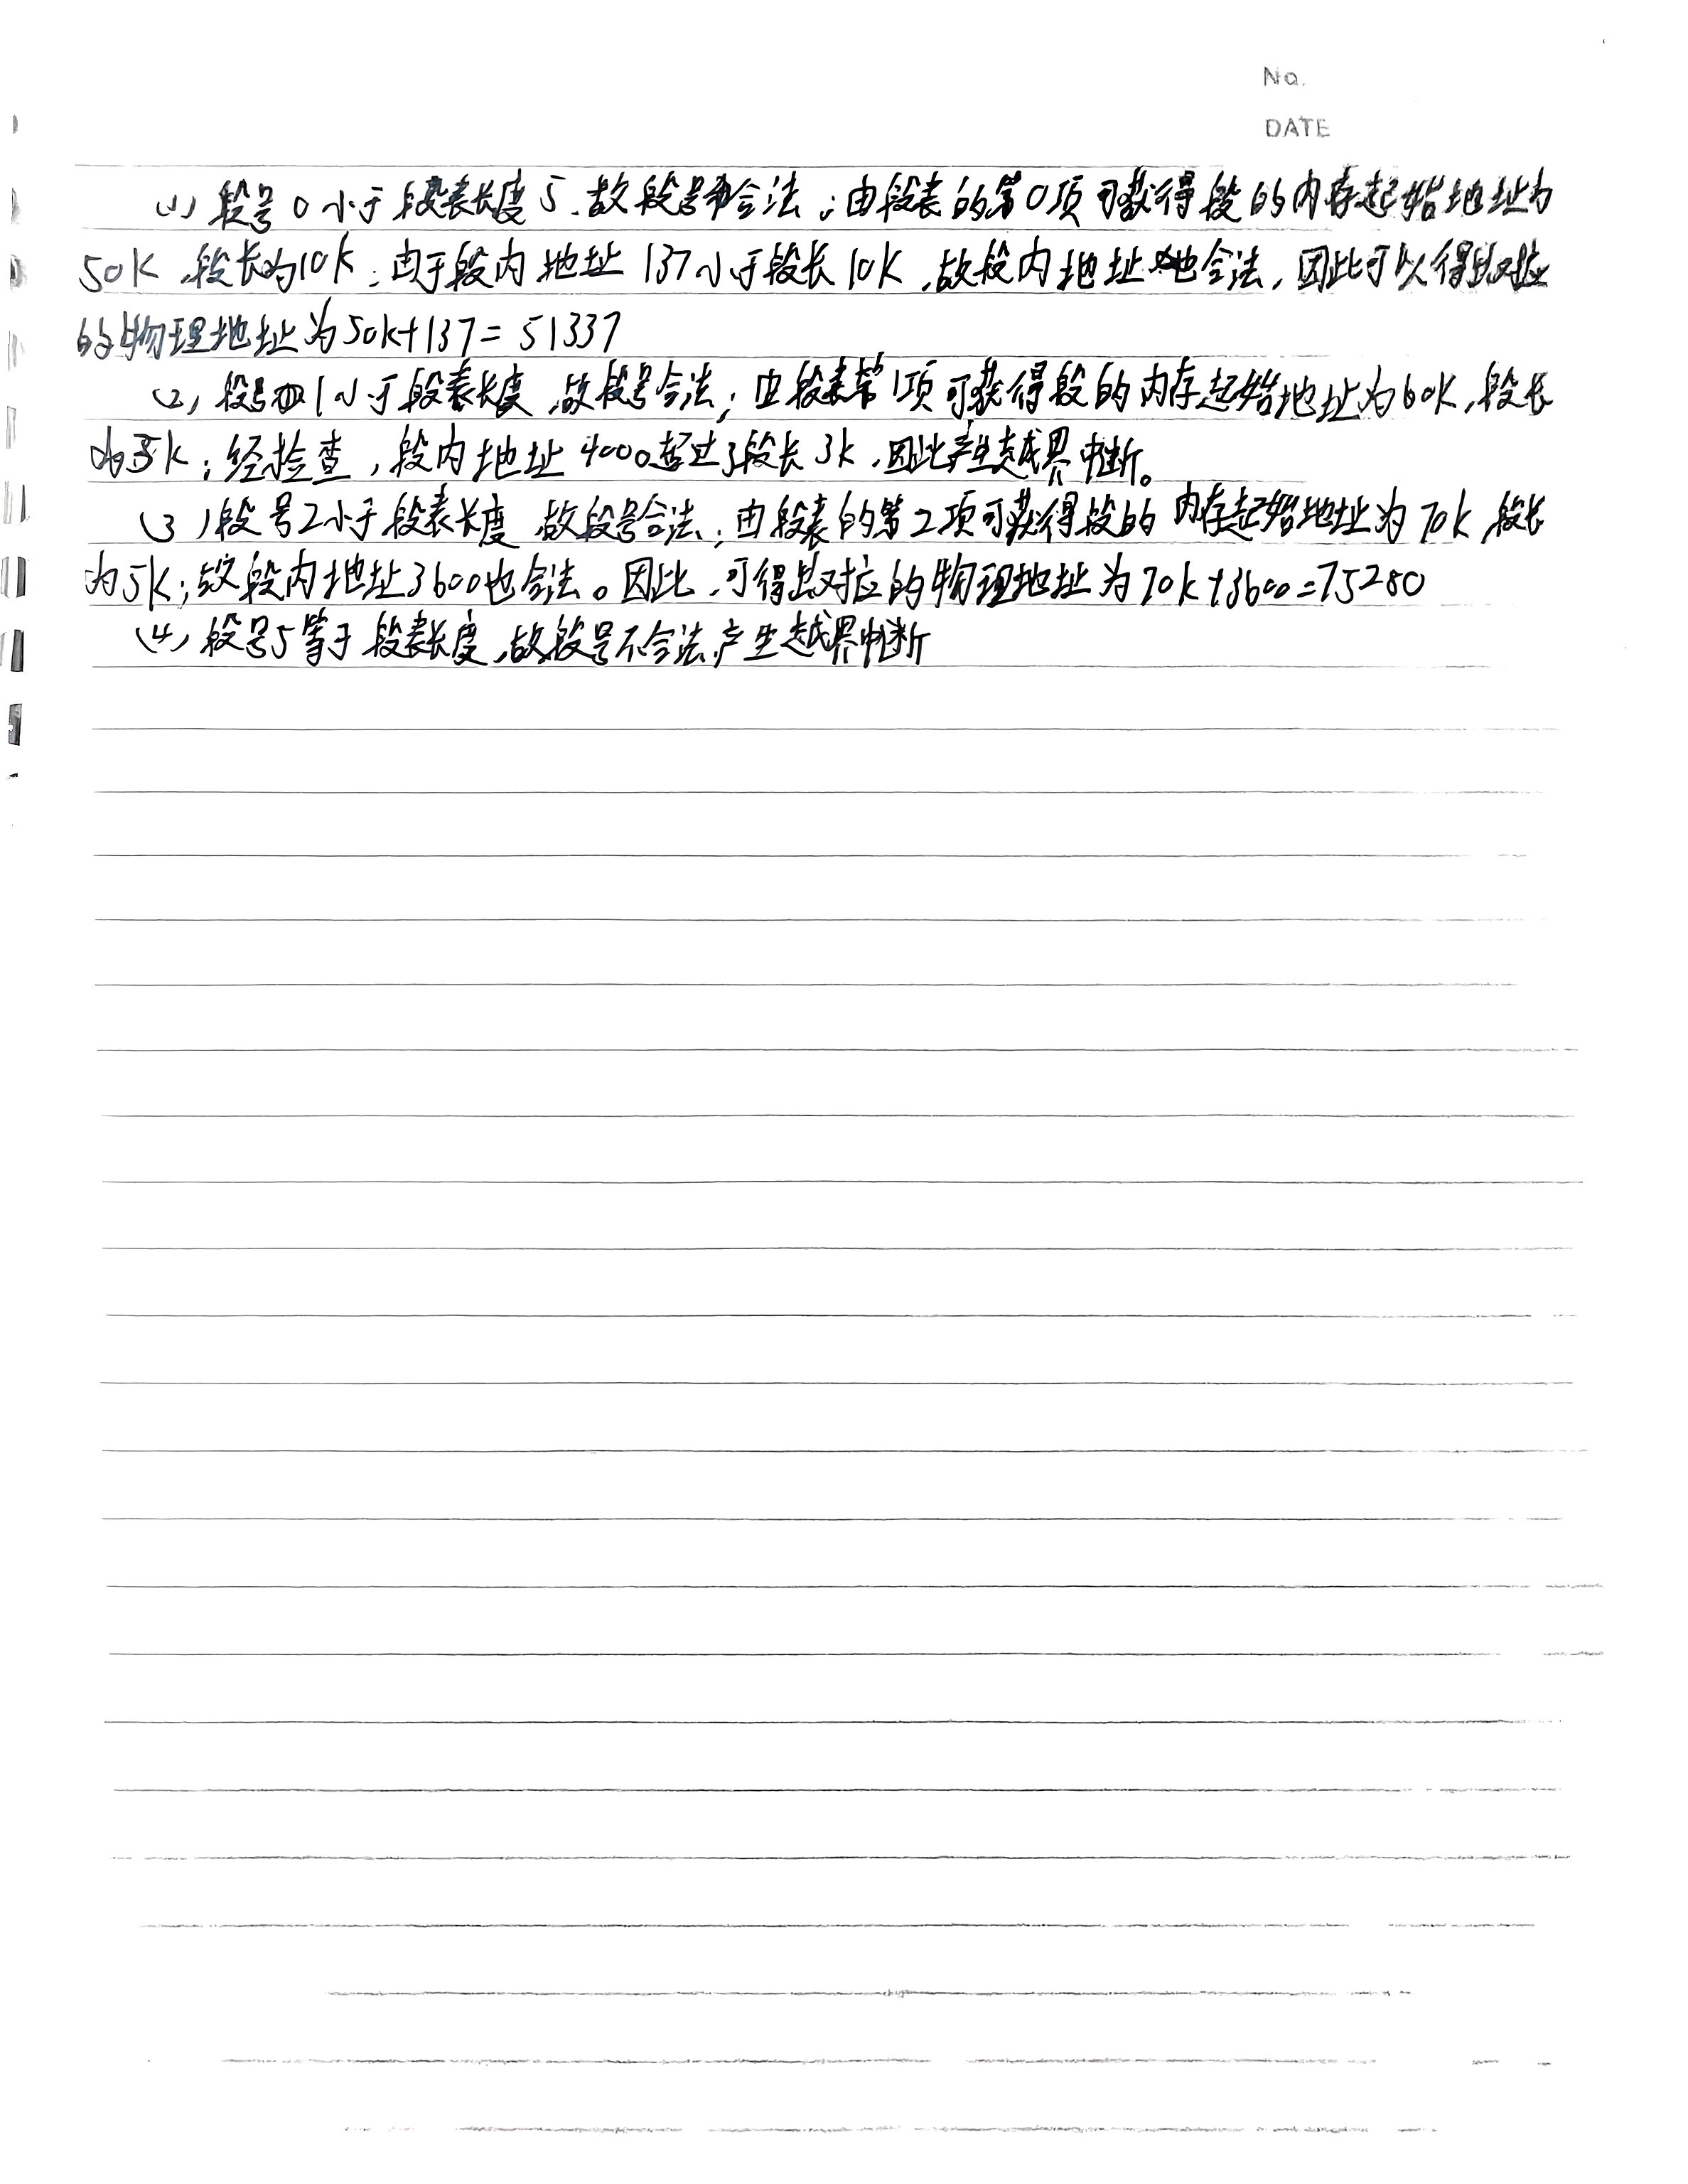 No.
DATE
(1) 段号0小于段表长度5,故段号合法;由段表的第0项可获得段的内存起始地址为
50K,段长为10K;由于段内地址137小于段长10K,故段内地址也合法,因此可以得出对应
的物理地址为50K+137=51337
(2) 段号1小于段表长度,故段号合法;由段表第1项可获得段的内存起始地址为60K,段长
为3K;经检查,段内地址4000超过了段长3K,因此产生越界中断。
(3) 段号2小于段表长度,故段号合法;由段表的第2项可获得段的内存起始地址为70K,段长
为5K;故段内地址3600也合法。因此,可得出对应的物理地址为70K+3600=75280
(4) 段号5等于段表长度,故段号不合法,产生越界中断